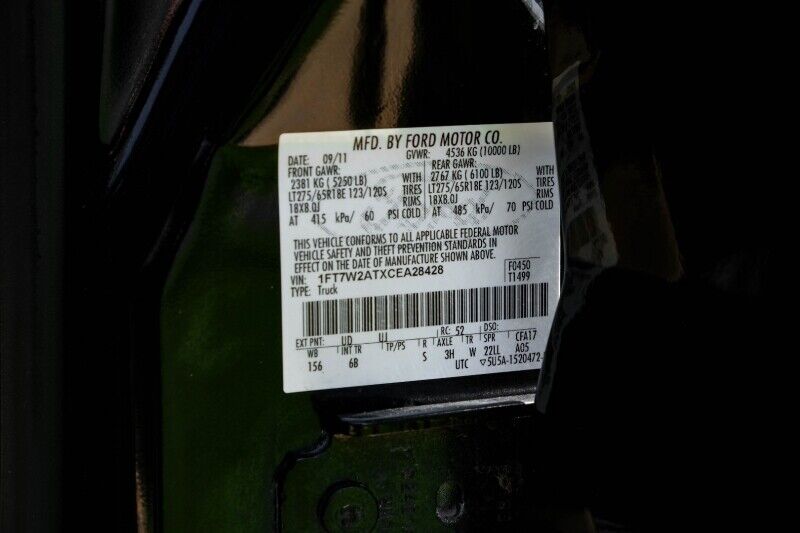 MFD. BY FORD MOTOR CO.
DATE: 09/11 GVWR: 4536 KG (10000 LB)
FRONT GAWR: REAR GAWR:
2381 KG (5250 LB) WITH 2767 KG (6100 LB) WITH
LT275/65R18E 123/120S TIRES LT275/65R18E 123/120S TIRES
18X8.0J RIMS 18X8.0J RIMS
AT 415 kPa/ 60 PSI COLD AT 485 kPa/ 70 PSI COLD
THIS VEHICLE CONFORMS TO ALL APPLICABLE FEDERAL MOTOR
VEHICLE SAFETY AND THEFT PREVENTION STANDARDS IN
EFFECT ON THE DATE OF MANUFACTURE SHOWN ABOVE.
VIN: 1FT7W2ATXCEA28428 F0450
TYPE: Truck T1499
EXT PNT: UD UJ RC: 52 DSO: CFA17
WB INT TR TP/PS R AXLE TR SPR A05
156 6B S 3H W 22LL
UTC ▽5U5A-1520472-